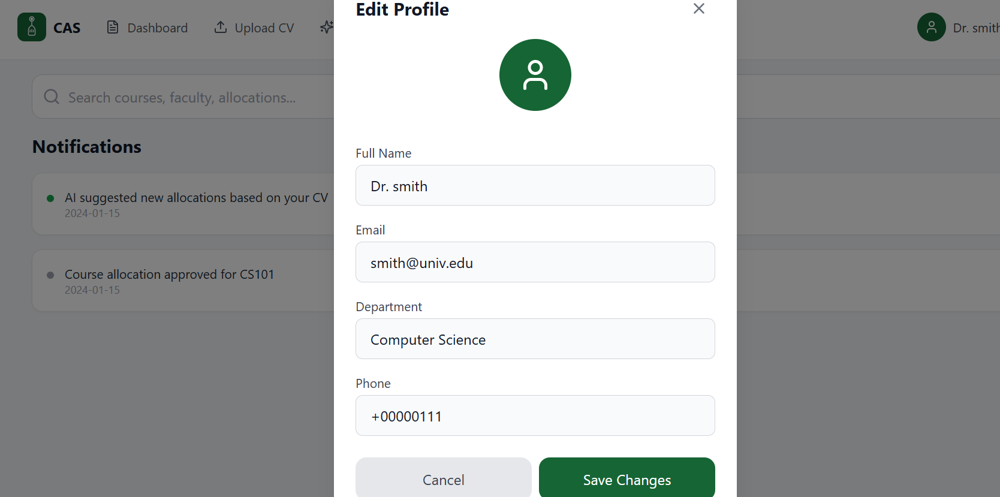 CAS
Dashboard
Upload CV
Dr. smith
Search courses, faculty, allocations...
Notifications
AI suggested new allocations based on your CV
2024-01-15
Course allocation approved for CS101
2024-01-15
Edit Profile
Full Name
Dr. smith
Email
smith@univ.edu
Department
Computer Science
Phone
+00000111
Cancel
Save Changes